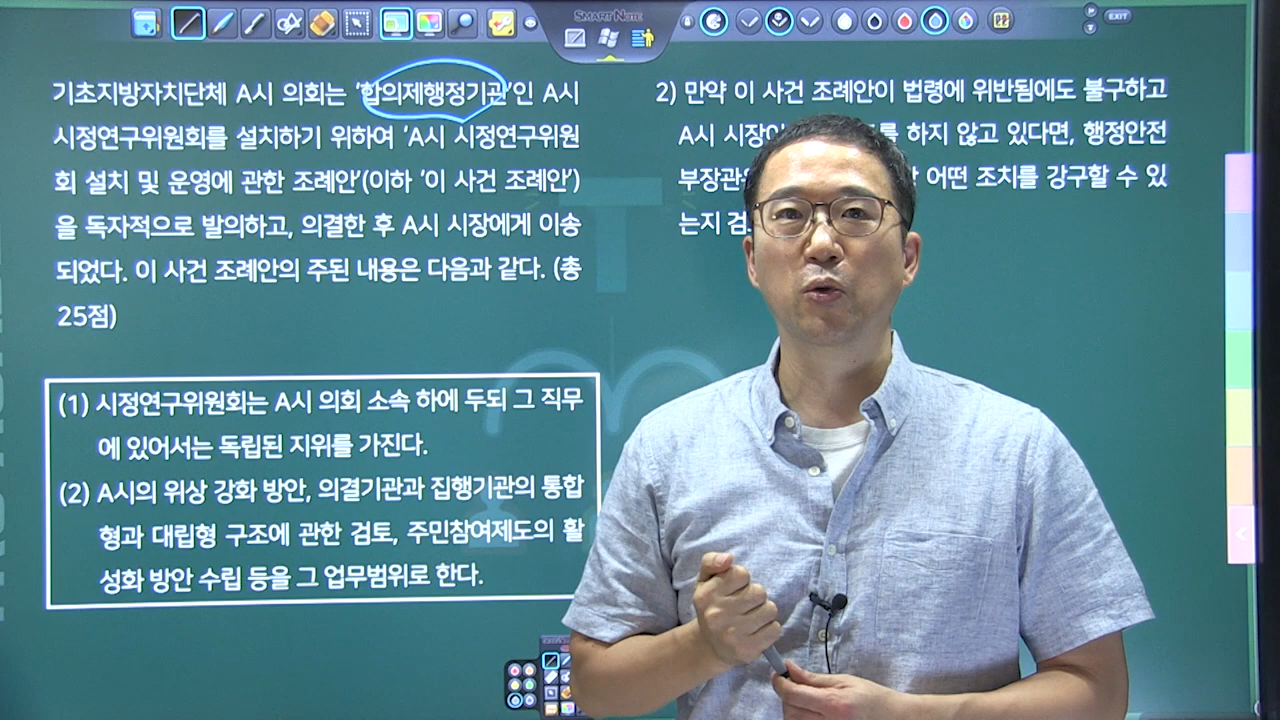 SMART NOTE
EXIT
기초지방자치단체 A시 의회는 '합의제행정기관'인 A시
시정연구위원회를 설치하기 위하여 'A시 시정연구위원
회 설치 및 운영에 관한 조례안'(이하 '이 사건 조례안')
을 독자적으로 발의하고, 의결한 후 A시 시장에게 이송
되었다. 이 사건 조례안의 주된 내용은 다음과 같다. (총
25점)
(1) 시정연구위원회는 A시 의회 소속 하에 두되 그 직무
에 있어서는 독립된 지위를 가진다.
(2) A시의 위상 강화 방안, 의결기관과 집행기관의 통합
형과 대립형 구조에 관한 검토, 주민참여제도의 활
성화 방안 수립 등을 그 업무범위로 한다.
2) 만약 이 사건 조례안이 법령에 위반됨에도 불구하고
A시 시장이 를 하지 않고 있다면, 행정안전
부장관은 어떤 조치를 강구할 수 있
는지 검